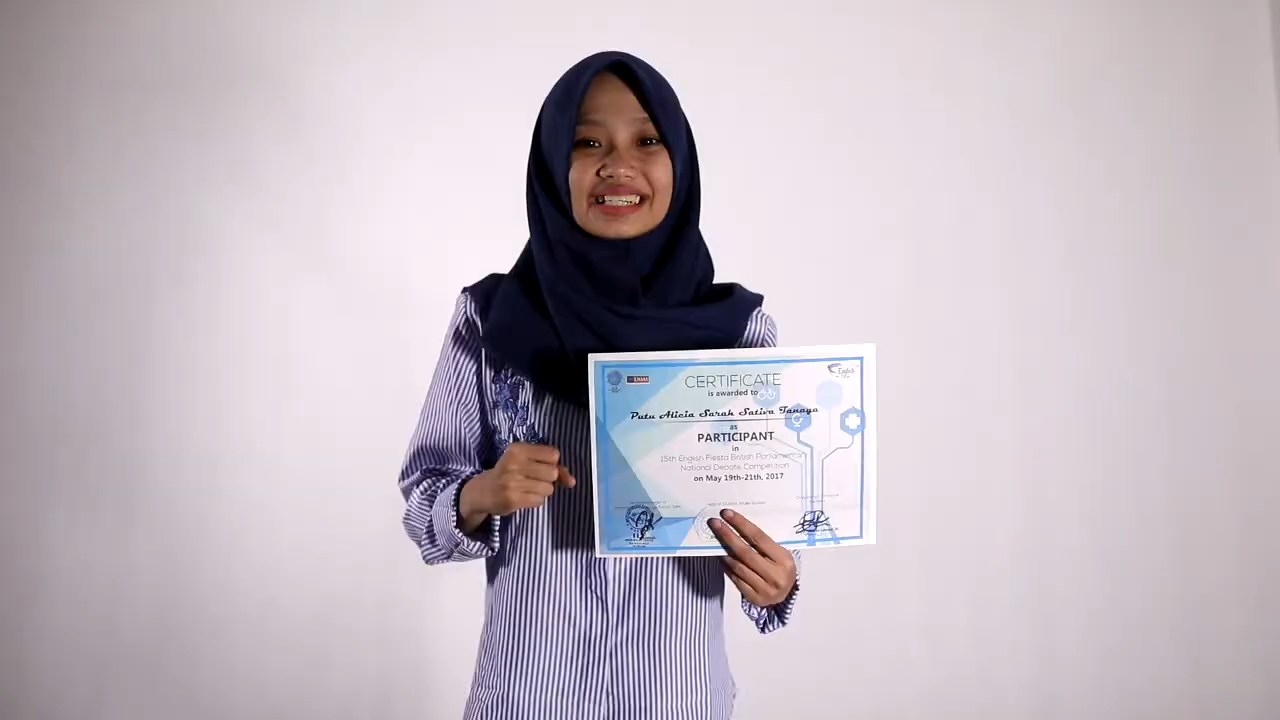 CERTIFICATE
is awarded to
Putu Alicia Sarah Sativa Tanaya
as
PARTICIPANT
in
15th English Fiesta British Parliamentary
National Debate Competition
on May 19th-21th, 2017
English